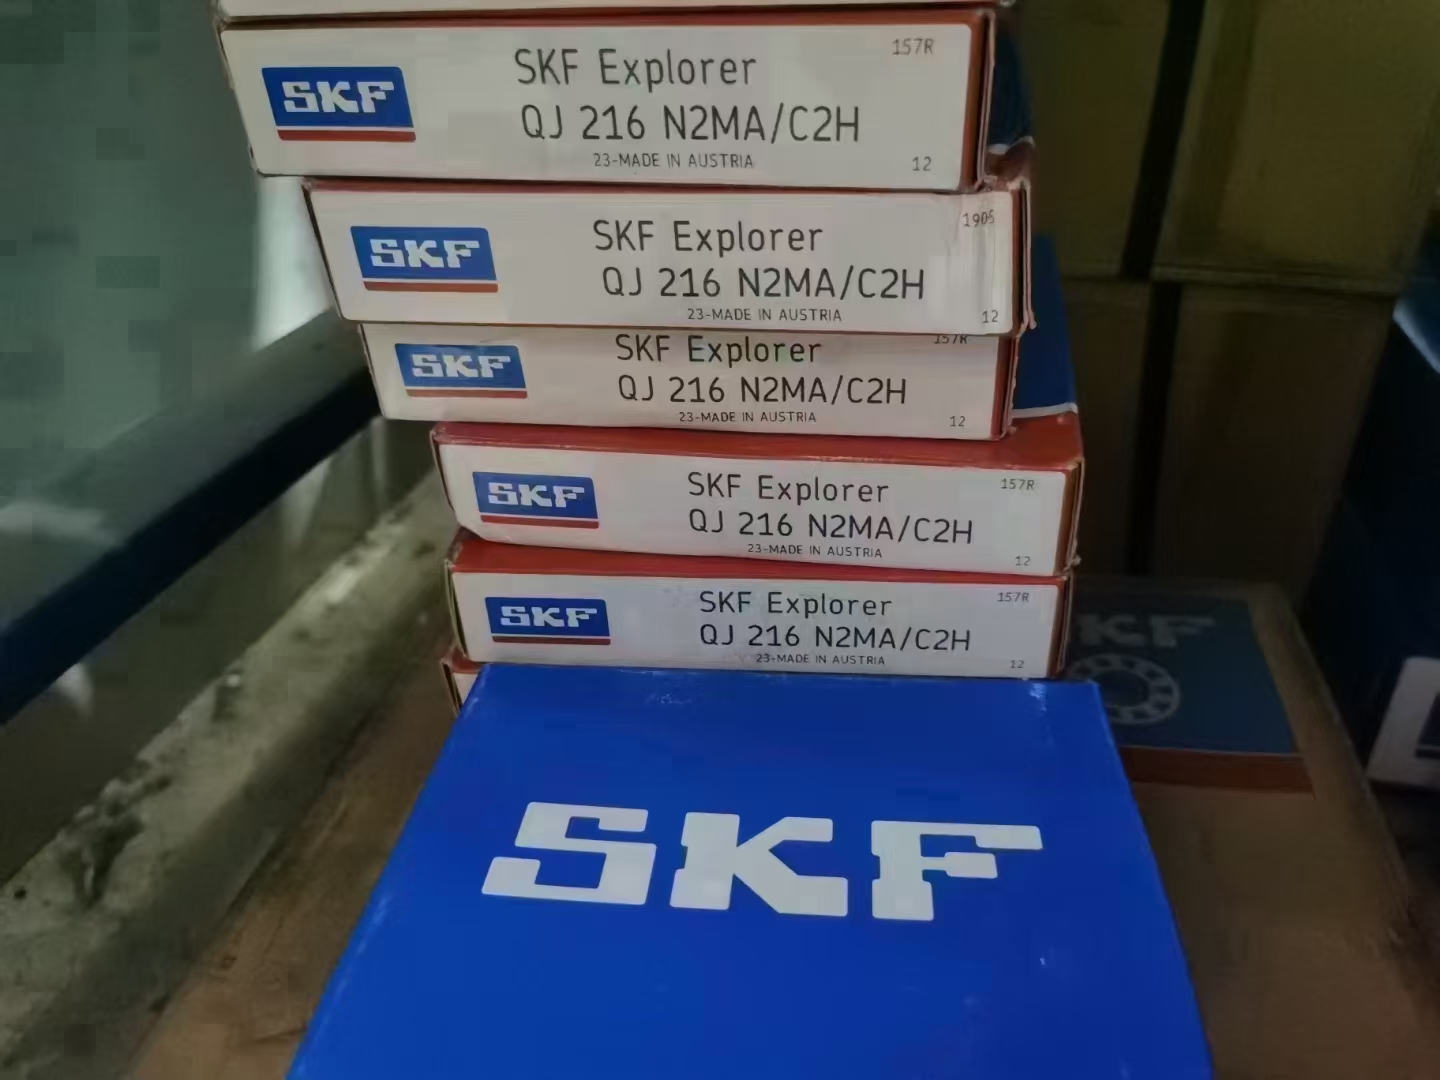 157R
SKF SKF Explorer
QJ 216 N2MA/C2H
23-MADE IN AUSTRIA 12
1905
SKF SKF Explorer
QJ 216 N2MA/C2H
23-MADE IN AUSTRIA 12
157R
SKF SKF Explorer
QJ 216 N2MA/C2H
23-MADE IN AUSTRIA 12
157R
SKF SKF Explorer
QJ 216 N2MA/C2H
23-MADE IN AUSTRIA 12
157R
SKF SKF Explorer
QJ 216 N2MA/C2H
23-MADE IN AUSTRIA 12
SKF
SKF